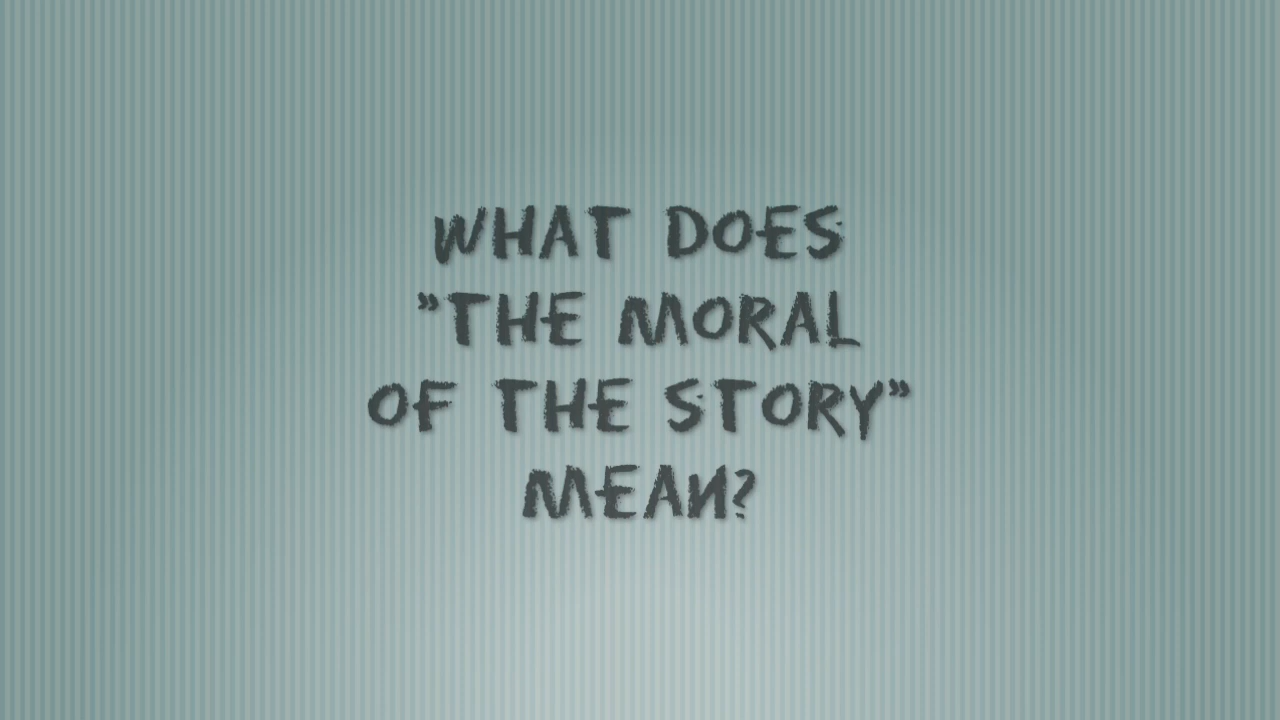 WHAT DOES
”THE MORAL
OF THE STORY”
MEAN?